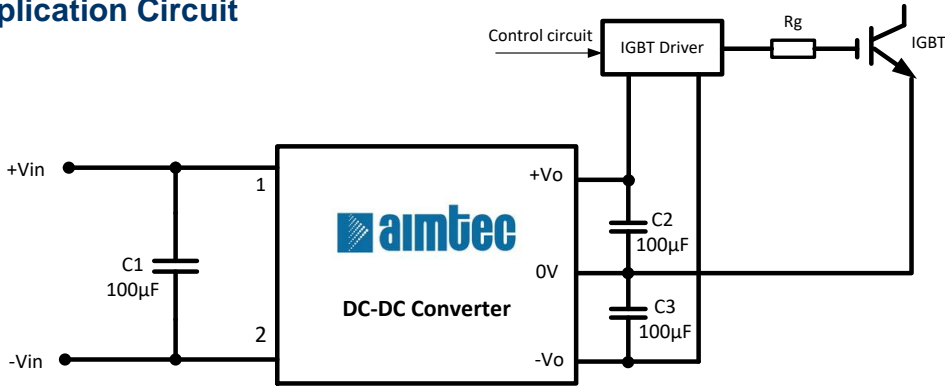 plication Circuit
Control circuit
IGBT Driver
Rg
IGBT
+Vin
1
+Vo
aimtec
C2
100µF
C1
100µF
0V
DC-DC Converter
C3
100µF
2
-Vin
-Vo